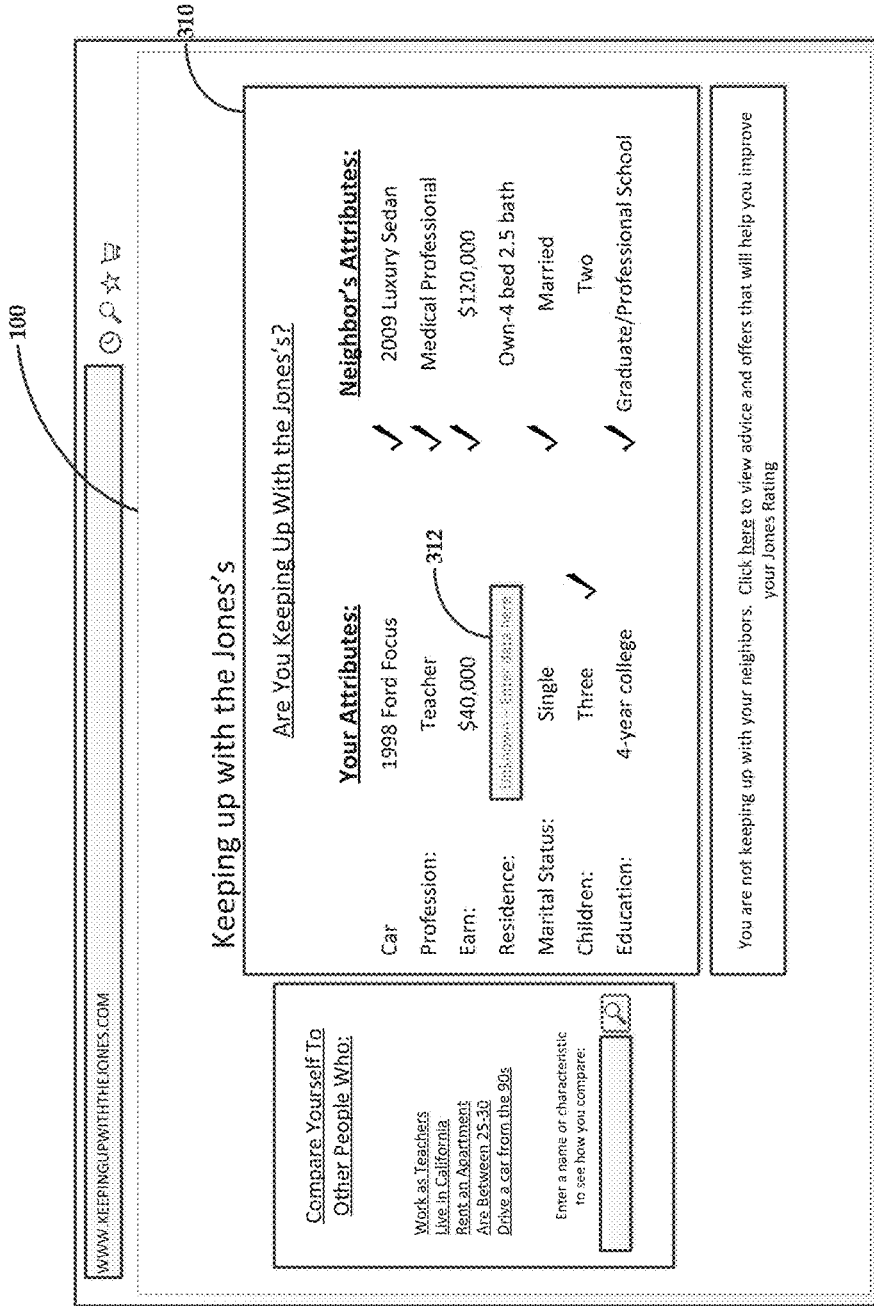 100
WWW.KEEPINGUPWITHTHEJONES.COM
Keeping up with the Jones's
310
Compare Yourself To
Other People Who:
Work as Teachers
Live in California
Rent an Apartment
Are Between 25-30
Drive a car from the 90s
Enter a name or characteristic
to see how you compare:
Are You Keeping Up With the Jones's?
Your Attributes: Neighbor's Attributes:
Car 1998 Ford Focus ✓ 2009 Luxury Sedan
Profession: Teacher ✓ Medical Professional
Earn: $40,000 ✓ $120,000
312
Residence: Unknown - Enter data here Own-4 bed 2.5 bath
Marital Status: Single ✓ Married
Children: Three ✓ Two
Education: 4-year college ✓ Graduate/Professional School
You are not keeping up with your neighbors. Click here to view advice and offers that will help you improve
your Jones Rating